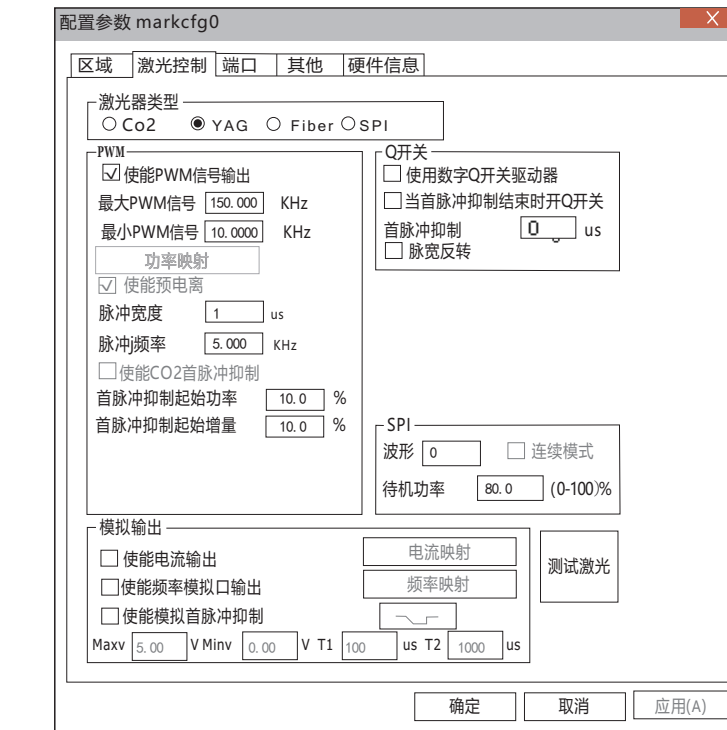 配置参数 markcfg0
X
区域 激光控制 端口 其他 硬件信息
激光器类型
Co2 YAG Fiber SPI
PWM
使能PWM信号输出
最大PWM信号 150.000 KHz
最小PWM信号 10.0000 KHz
功率映射
使能预电离
脉冲宽度 1 us
脉冲j频率 5.000 KHz
使能CO2首脉冲抑制
首脉冲抑制起始功率 10.0 %
首脉冲抑制起始增量 10.0 %
Q开关
使用数字Q开关驱动器
当首脉冲抑制结束时开Q开关
首脉冲抑制 0 us
脉宽反转
SPI
波形 0 连续模式
待机功率 80.0 (0-100)%
模拟输出
使能电流输出 电流映射
使能频率模拟口输出 频率映射
使能模拟首脉冲抑制
Maxv 5.00 V Minv 0.00 V T1 100 us T2 1000 us
测试激光
确定 取消 应用(A)